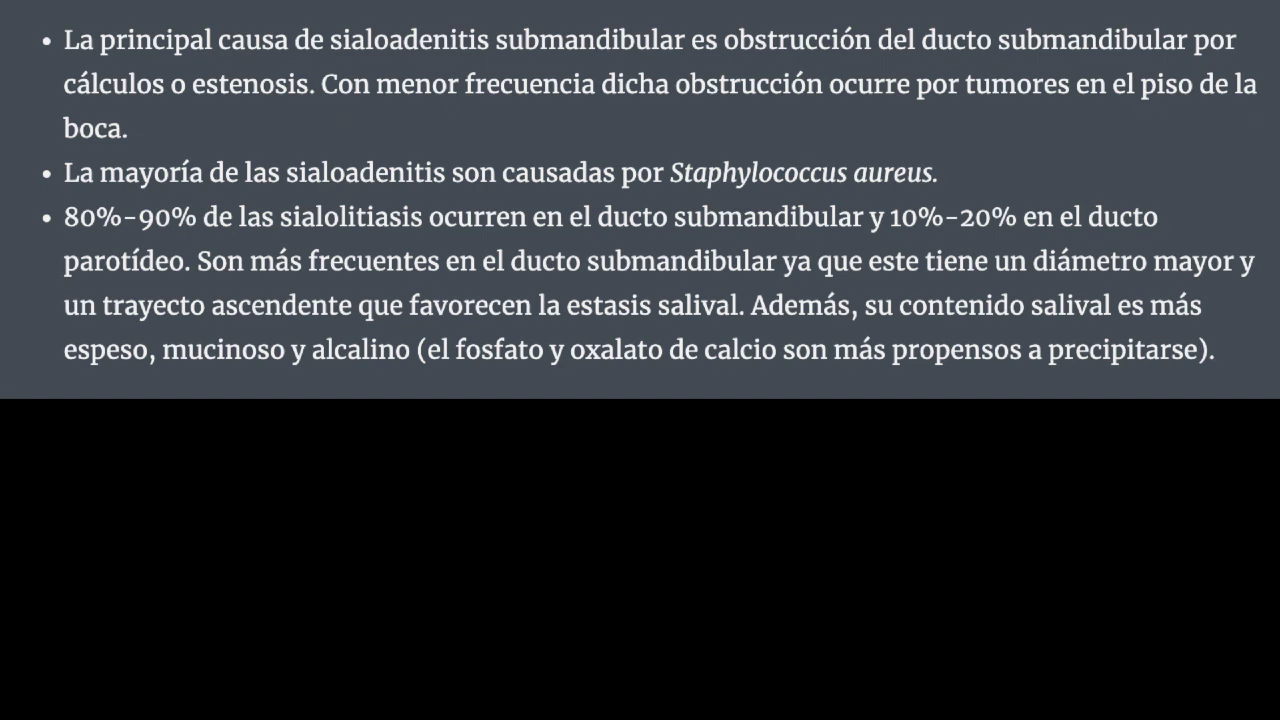 • La principal causa de sialoadenitis submandibular es obstrucción del ducto submandibular por
cálculos o estenosis. Con menor frecuencia dicha obstrucción ocurre por tumores en el piso de la
boca.
• La mayoría de las sialoadenitis son causadas por Staphylococcus aureus.
• 80%-90% de las sialolitiasis ocurren en el ducto submandibular y 10%-20% en el ducto
parotídeo. Son más frecuentes en el ducto submandibular ya que este tiene un diámetro mayor y
un trayecto ascendente que favorecen la estasis salival. Además, su contenido salival es más
espeso, mucinoso y alcalino (el fosfato y oxalato de calcio son más propensos a precipitarse).